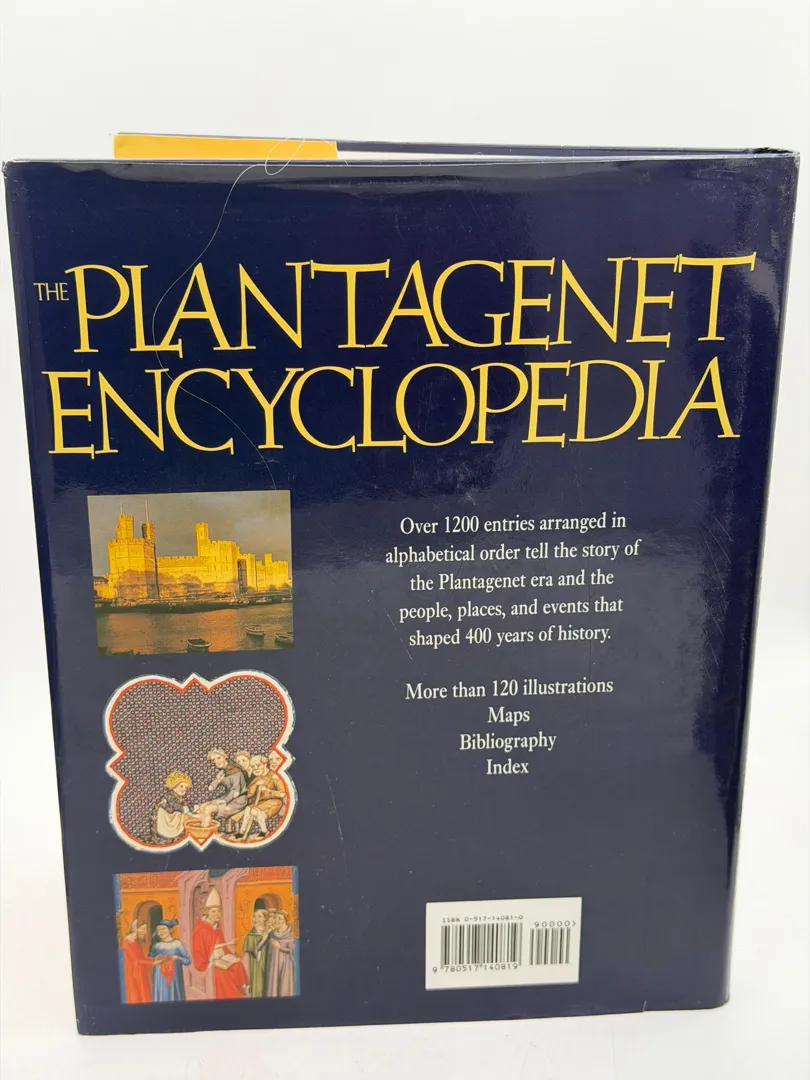 THE PLANTAGENET
ENCYCLOPEDIA
Over 1200 entries arranged in
alphabetical order tell the story of
the Plantagenet era and the
people, places, and events that
shaped 400 years of history.
More than 120 illustrations
Maps
Bibliography
Index
ISBN 0-517-14081-0
90000>
9 780517 140819